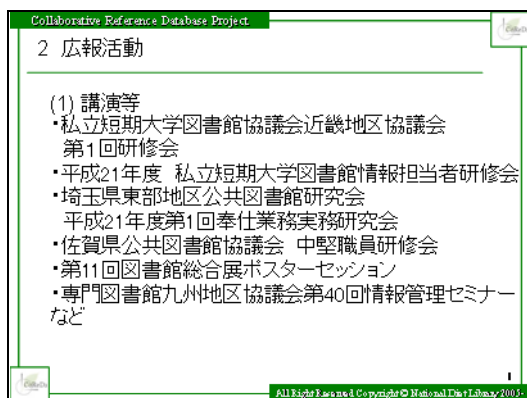 Collaborative Reference Database Project
2 広報活動
(1) 講演等
・私立短期大学図書館協議会近畿地区協議会
第1回研修会
・平成21年度 私立短期大学図書館情報担当者研修会
・埼玉県東部地区公共図書館研究会
平成21年度第1回奉仕業務実務研究会
・佐賀県公共図書館協議会 中堅職員研修会
・第11回図書館総合展ポスターセッション
・専門図書館九州地区協議会第40回情報管理セミナー
など
1
All Right Reserved Copyright © National Diet Library 2005-